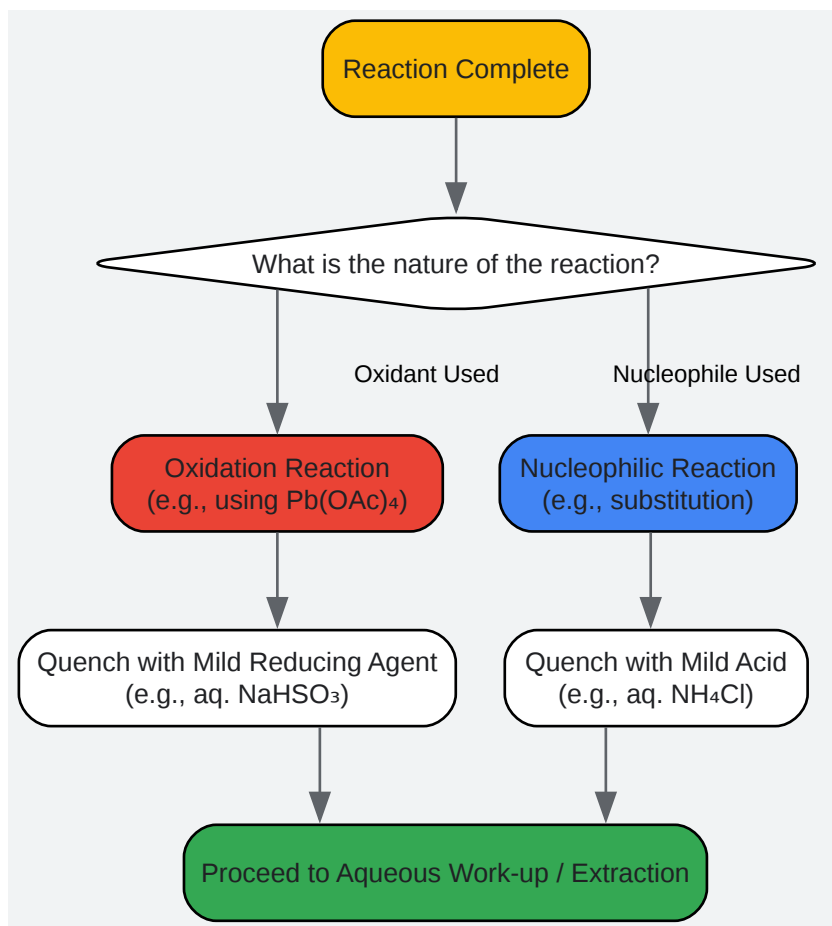 Reaction Complete
What is the nature of the reaction?
Oxidant Used
Nucleophile Used
Oxidation Reaction
(e.g., using Pb(OAc)₄)
Nucleophilic Reaction
(e.g., substitution)
Quench with Mild Reducing Agent
(e.g., aq. NaHSO₃)
Quench with Mild Acid
(e.g., aq. NH₄Cl)
Proceed to Aqueous Work-up / Extraction